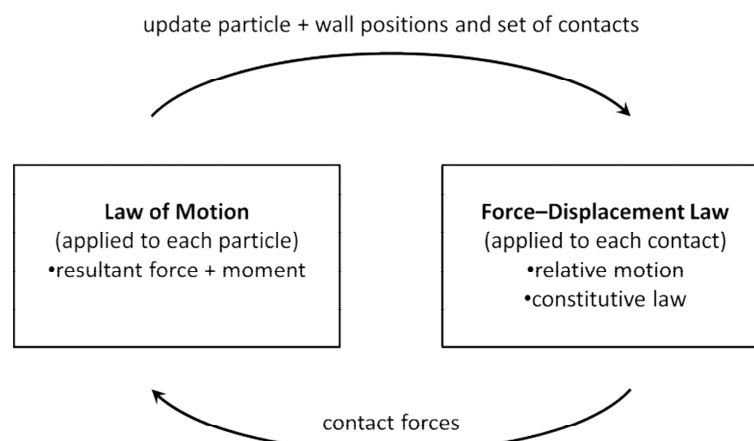 update particle + wall positions and set of contacts
Law of Motion
(applied to each particle)
•resultant force + moment
Force–Displacement Law
(applied to each contact)
•relative motion
•constitutive law
contact forces